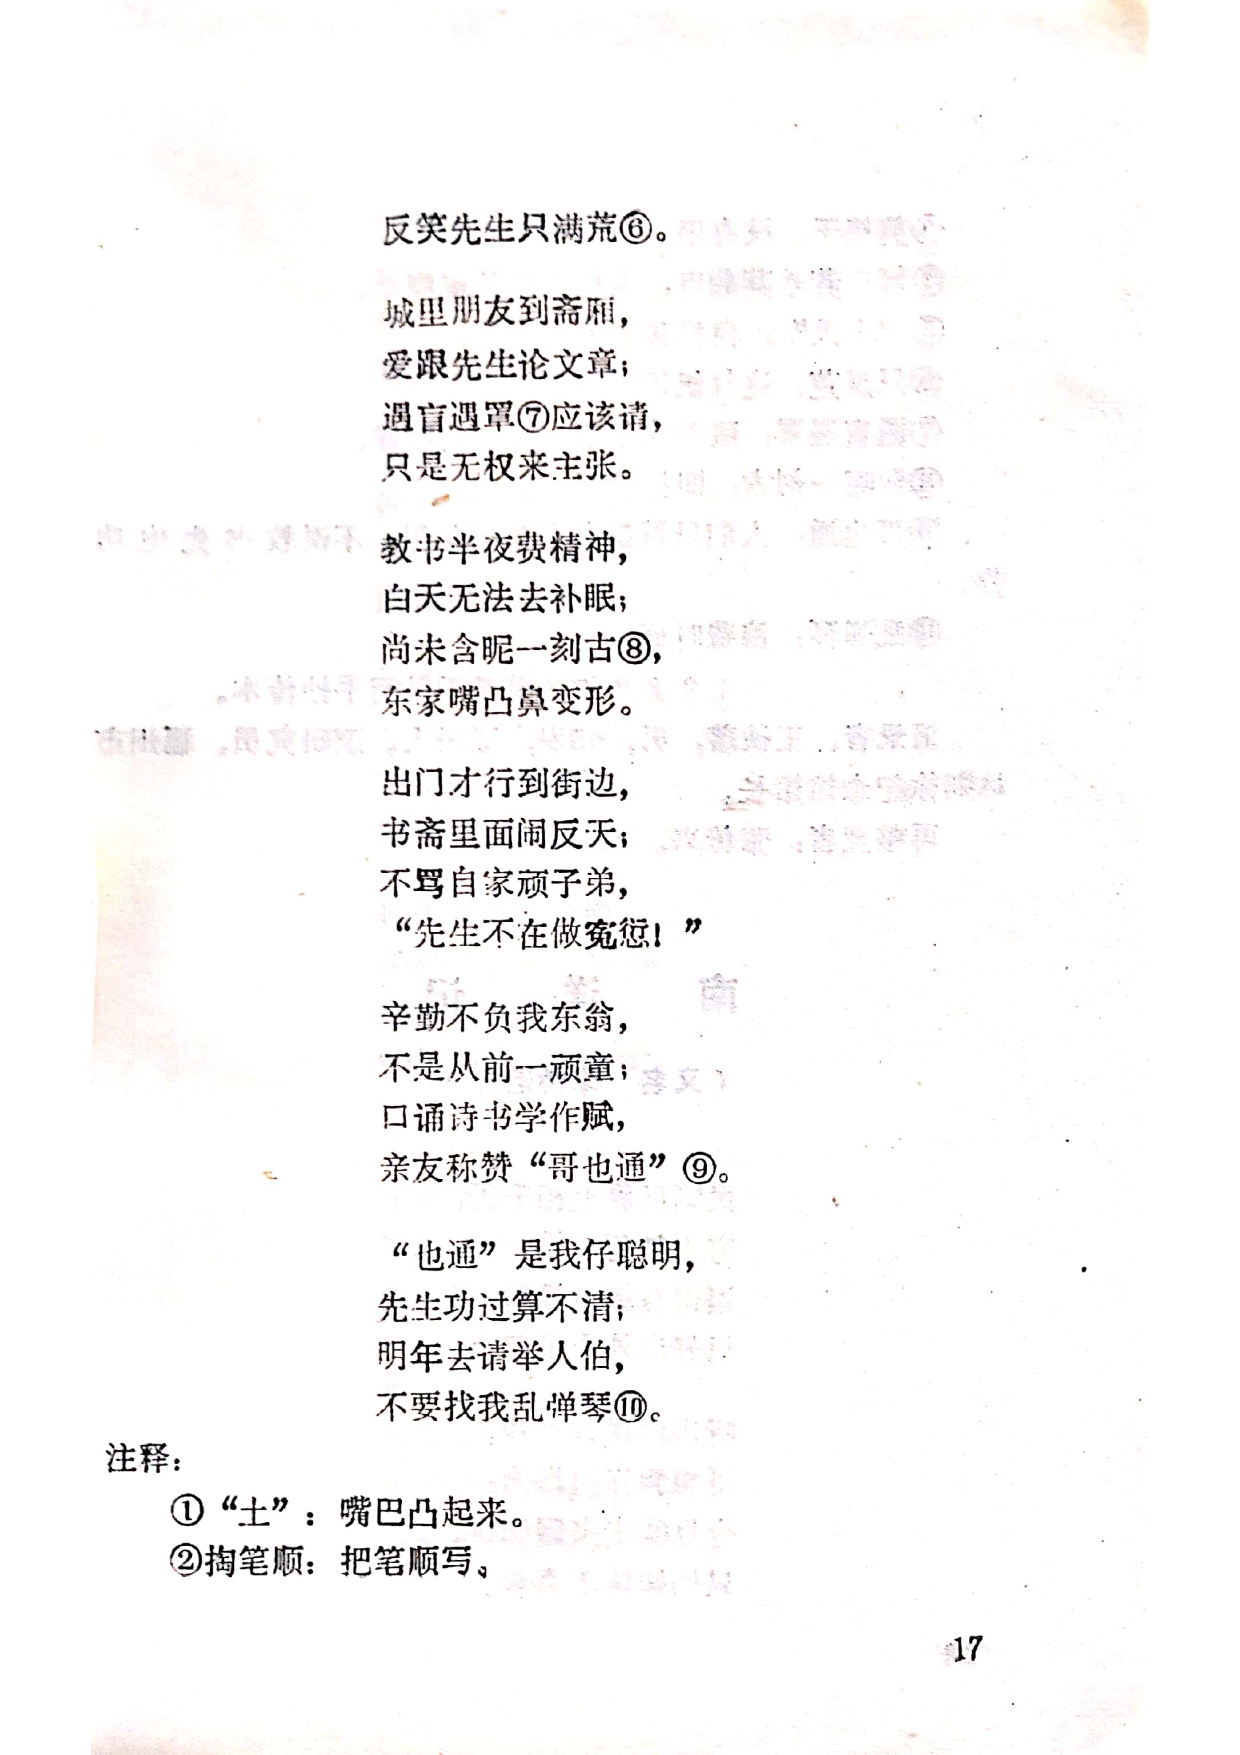 反笑先生只满荒⑥。
城里朋友到斋厢，
爱跟先生论文章；
遇盲遇罩⑦应该请，
只是无权来主张。
教书半夜费精神，
白天无法去补眠；
尚未含眤一刻古⑧，
东家嘴凸鼻变形。
出门才行到街边，
书斋里面闹反天；
不骂自家顽子弟，
“先生不在做冤愆！”
辛勤不负我东翁，
不是从前一顽童；
口诵诗书学作赋，
亲友称赞“哥也通”⑨。
“也通”是我仔聪明，
先生功过算不清；
明年去请举人伯，
不要找我乱弹琴⑩。
注释：
①“土”：嘴巴凸起来。
②掏笔顺：把笔顺写。
17